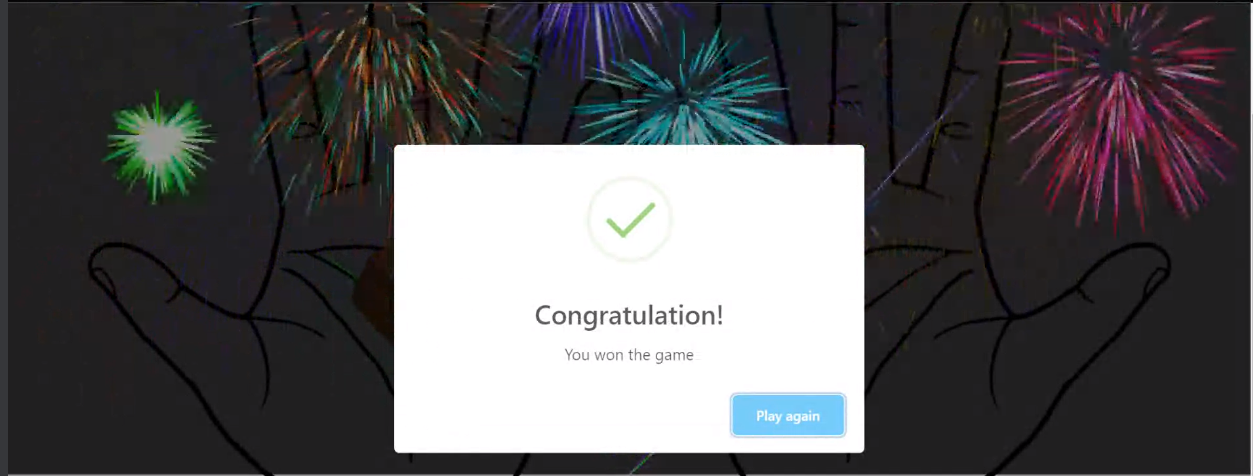 Congratulation!
You won the game
Play again